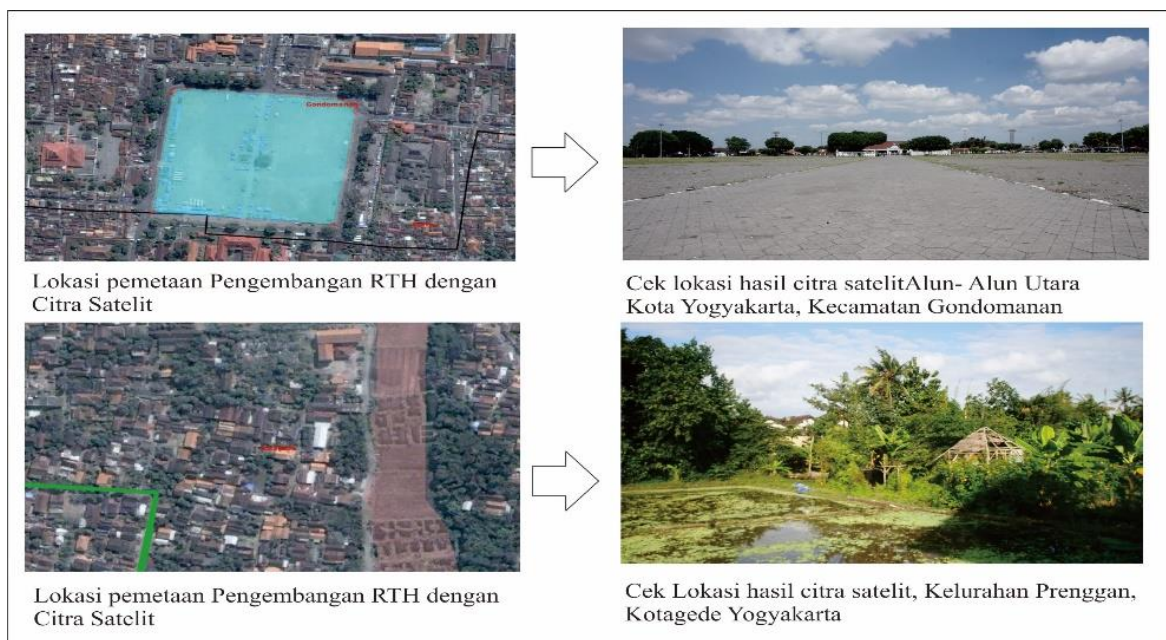 Gondomanan
Lokasi pemetaan Pengembangan RTH dengan
Citra Satelit
Cek lokasi hasil citra satelitAlun- Alun Utara
Kota Yogyakarta, Kecamatan Gondomanan
Lokasi pemetaan Pengembangan RTH dengan
Citra Satelit
Cek Lokasi hasil citra satelit, Kelurahan Prenggan,
Kotagede Yogyakarta